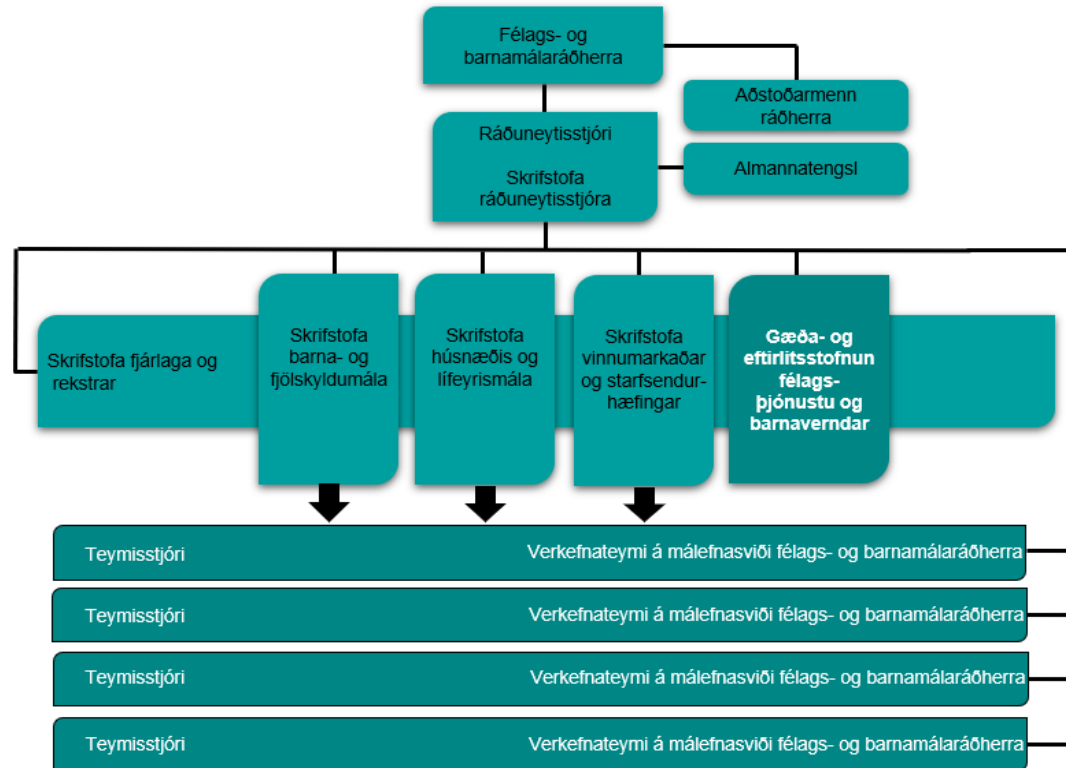 Félags- og
barnamálaráðherra
Aðstoðarmenn
ráðherra
Ráðuneytisstjóri
Skrifstofa
ráðuneytisstjóra
Almannatengsl
Skrifstofa fjárlaga og
rekstrar
Skrifstofa
barna- og
fjölskyldumála
Skrifstofa
húsnæðis og
lífeyrismála
Skrifstofa
vinnumarkaðar
og starfsendur-
hæfingar
Gæða- og
eftirlitsstofnun
félags-
þjónustu og
barnaverndar
Teymisstjóri Verkefnateymi á málefnasviði félags- og barnamálaráðherra
Teymisstjóri Verkefnateymi á málefnasviði félags- og barnamálaráðherra
Teymisstjóri Verkefnateymi á málefnasviði félags- og barnamálaráðherra
Teymisstjóri Verkefnateymi á málefnasviði félags- og barnamálaráðherra